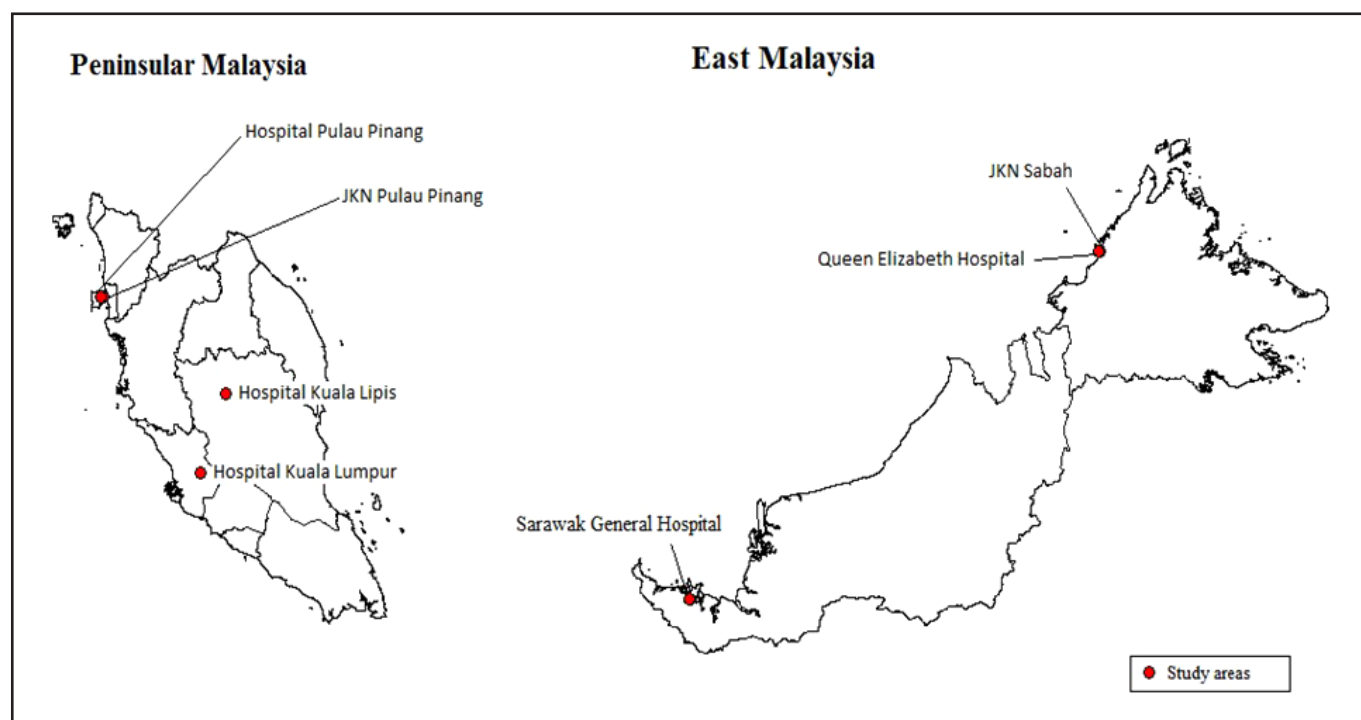 Peninsular Malaysia
East Malaysia
Hospital Pulau Pinang
JKN Pulau Pinang
JKN Sabah
Queen Elizabeth Hospital
Hospital Kuala Lipis
Hospital Kuala Lumpur
Sarawak General Hospital
Study areas